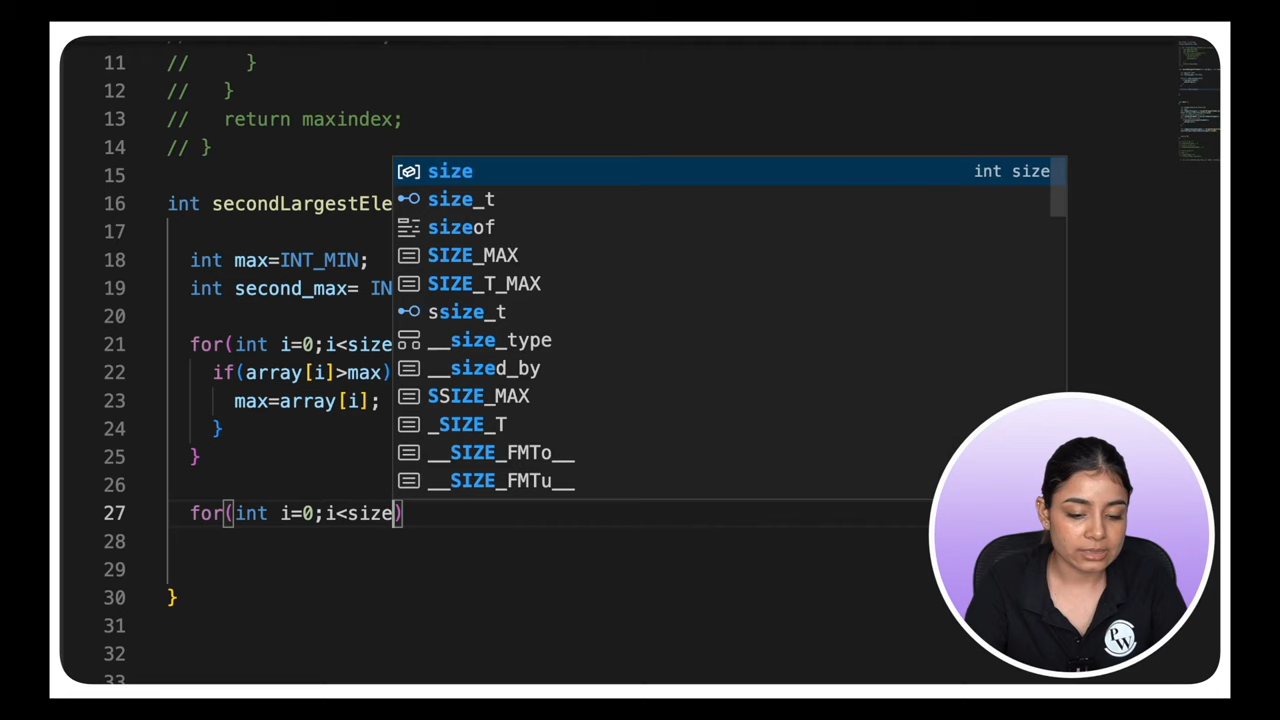 11 //      }
12 //   }
13 //   return maxindex;
14 // }
15
16 int secondLargestEle
17
18 int max=INT_MIN;
19 int second_max= IN
20
21 for(int i=0;i<size
22 if(array[i]>max)
23 max=array[i];
24 }
25 }
26
27 for(int i=0;i<size)
28
29
30 }
31
32
33
size int size
size_t
sizeof
SIZE_MAX
SIZE_T_MAX
ssize_t
__size_type
__sized_by
SSIZE_MAX
_SIZE_T
__SIZE_FMTo__
__SIZE_FMTu__
PW